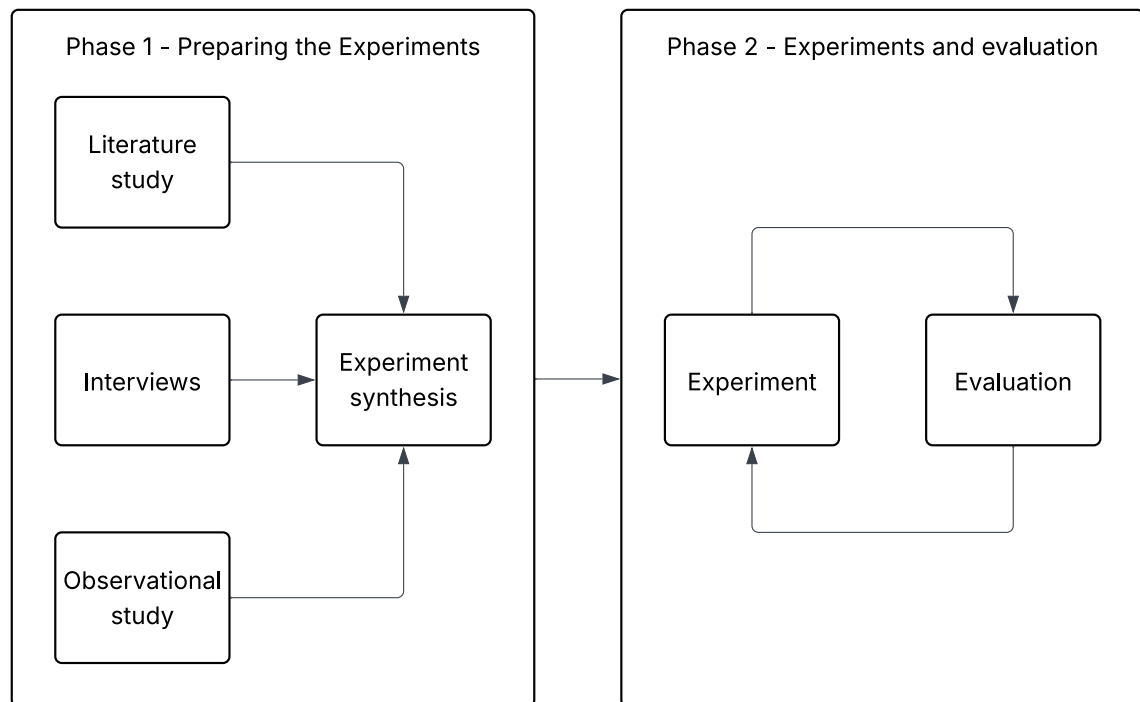 Phase 1 - Preparing the Experiments
Literature
study
Interviews
Experiment
synthesis
Observational
study
Phase 2 - Experiments and evaluation
Experiment
Evaluation